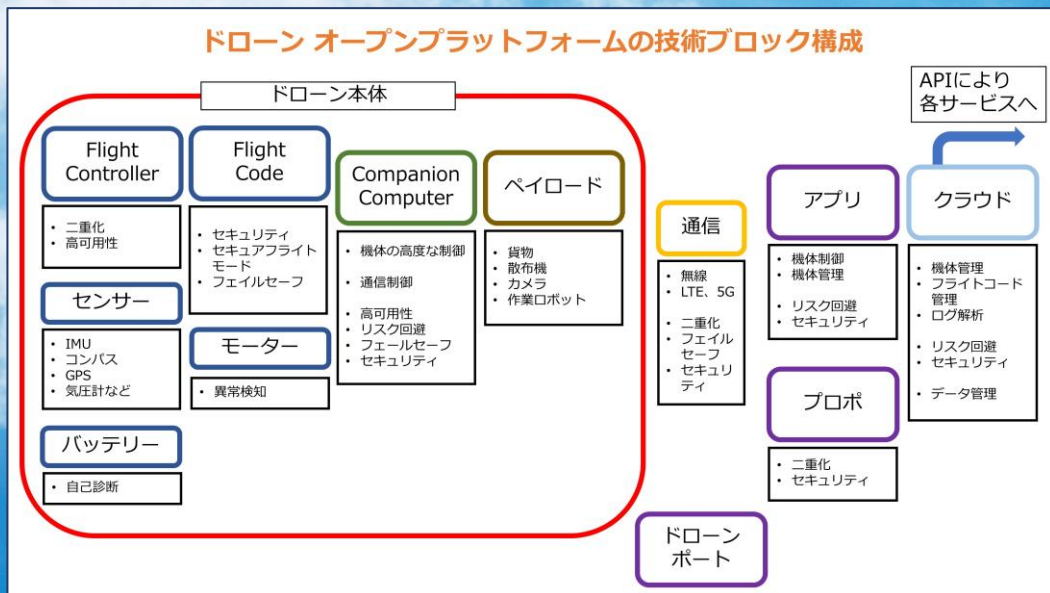 ドローン オープンプラットフォームの技術ブロック構成
ドローン本体
APIにより
各サービスへ
Flight
Controller
• 二重化
• 高可用性
センサー
• IMU
• コンパス
• GPS
• 気圧計など
バッテリー
• 自己診断
Flight
Code
• セキュリティ
• セキュアフライト
モード
• フェイルセーフ
モーター
• 異常検知
Companion
Computer
• 機体の高度な制御
• 通信制御
• 高可用性
• リスク回避
• フェールセーフ
• セキュリティ
ペイロード
• 貨物
• 散布機
• カメラ
• 作業ロボット
通信
• 無線
• LTE、5G
• 二重化
• フェイル
セーフ
• セキュリ
ティ
アプリ
• 機体制御
• 機体管理
• リスク回避
• セキュリティ
プロポ
• 二重化
• セキュリティ
クラウド
• 機体管理
• フライトコード
管理
• ログ解析
• リスク回避
• セキュリティ
• データ管理
ドローン
ポート